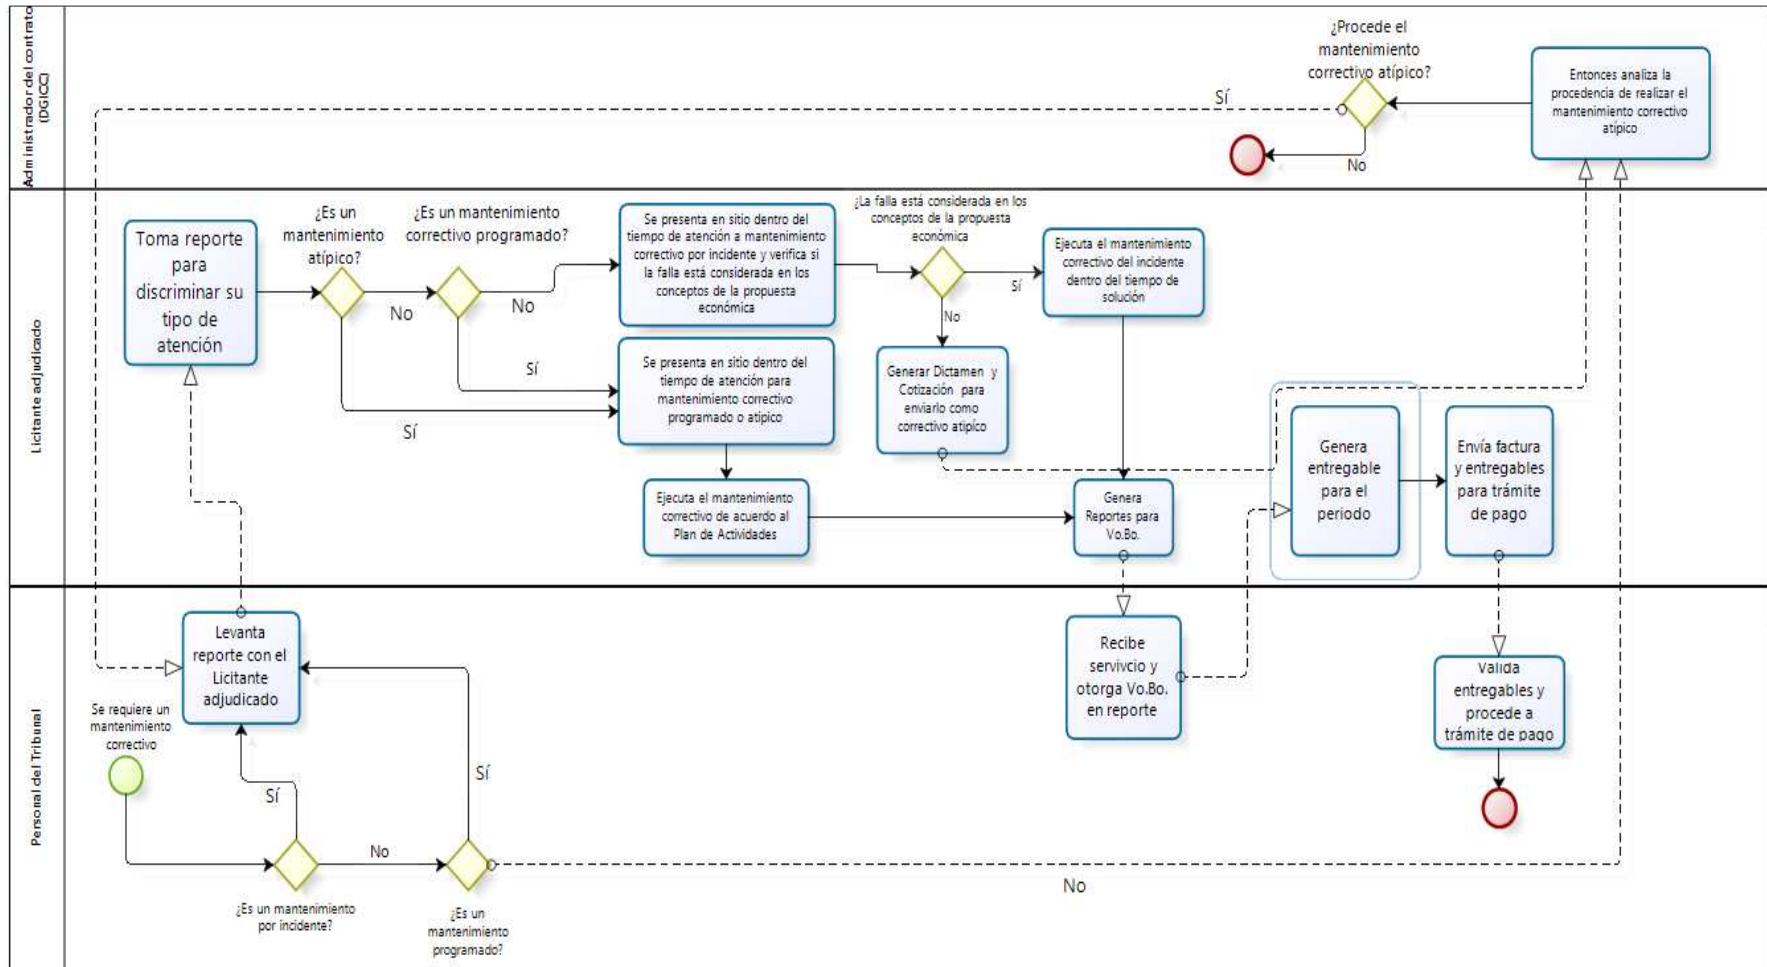 Administrador del contrato
(DGICC)
¿Procede el
mantenimiento
correctivo atípico?
Entonces analiza la
procedencia de realizar el
mantenimiento correctivo
atípico
Sí
No
Licitante adjudicado
Toma reporte
para
discriminar su
tipo de
atención
¿Es un
mantenimiento
atípico?
No
Sí
¿Es un mantenimiento
correctivo programado?
No
Sí
Se presenta en sitio dentro del
tiempo de atención a mantenimiento
correctivo por incidente y verifica si
la falla está considerada en los
conceptos de la propuesta
económica
¿La falla está considerada en los
conceptos de la propuesta
económica
Sí
No
Ejecuta el mantenimiento
correctivo del incidente
dentro del tiempo de
solución
Se presenta en sitio dentro del
tiempo de atención para
mantenimiento correctivo
programado o atipico
Generar Dictamen y
Cotización para
enviarlo como
correctivo atipíco
Ejecuta el mantenimiento
correctivo de acuerdo al
Plan de Actividades
Genera
Reportes para
Vo.Bo.
Genera
entregable
para el
periodo
Envía factura
y entregables
para trámite
de pago
Personal del Tribunal
Levanta
reporte con el
Licitante
adjudicado
Se requiere un
mantenimiento
correctivo
Sí
No
¿Es un mantenimiento
por incidente?
Sí
¿Es un
mantenimiento
programado?
No
Recibe
servivcio y
otorga Vo.Bo.
en reporte
Valida
entregables y
procede a
trámite de pago